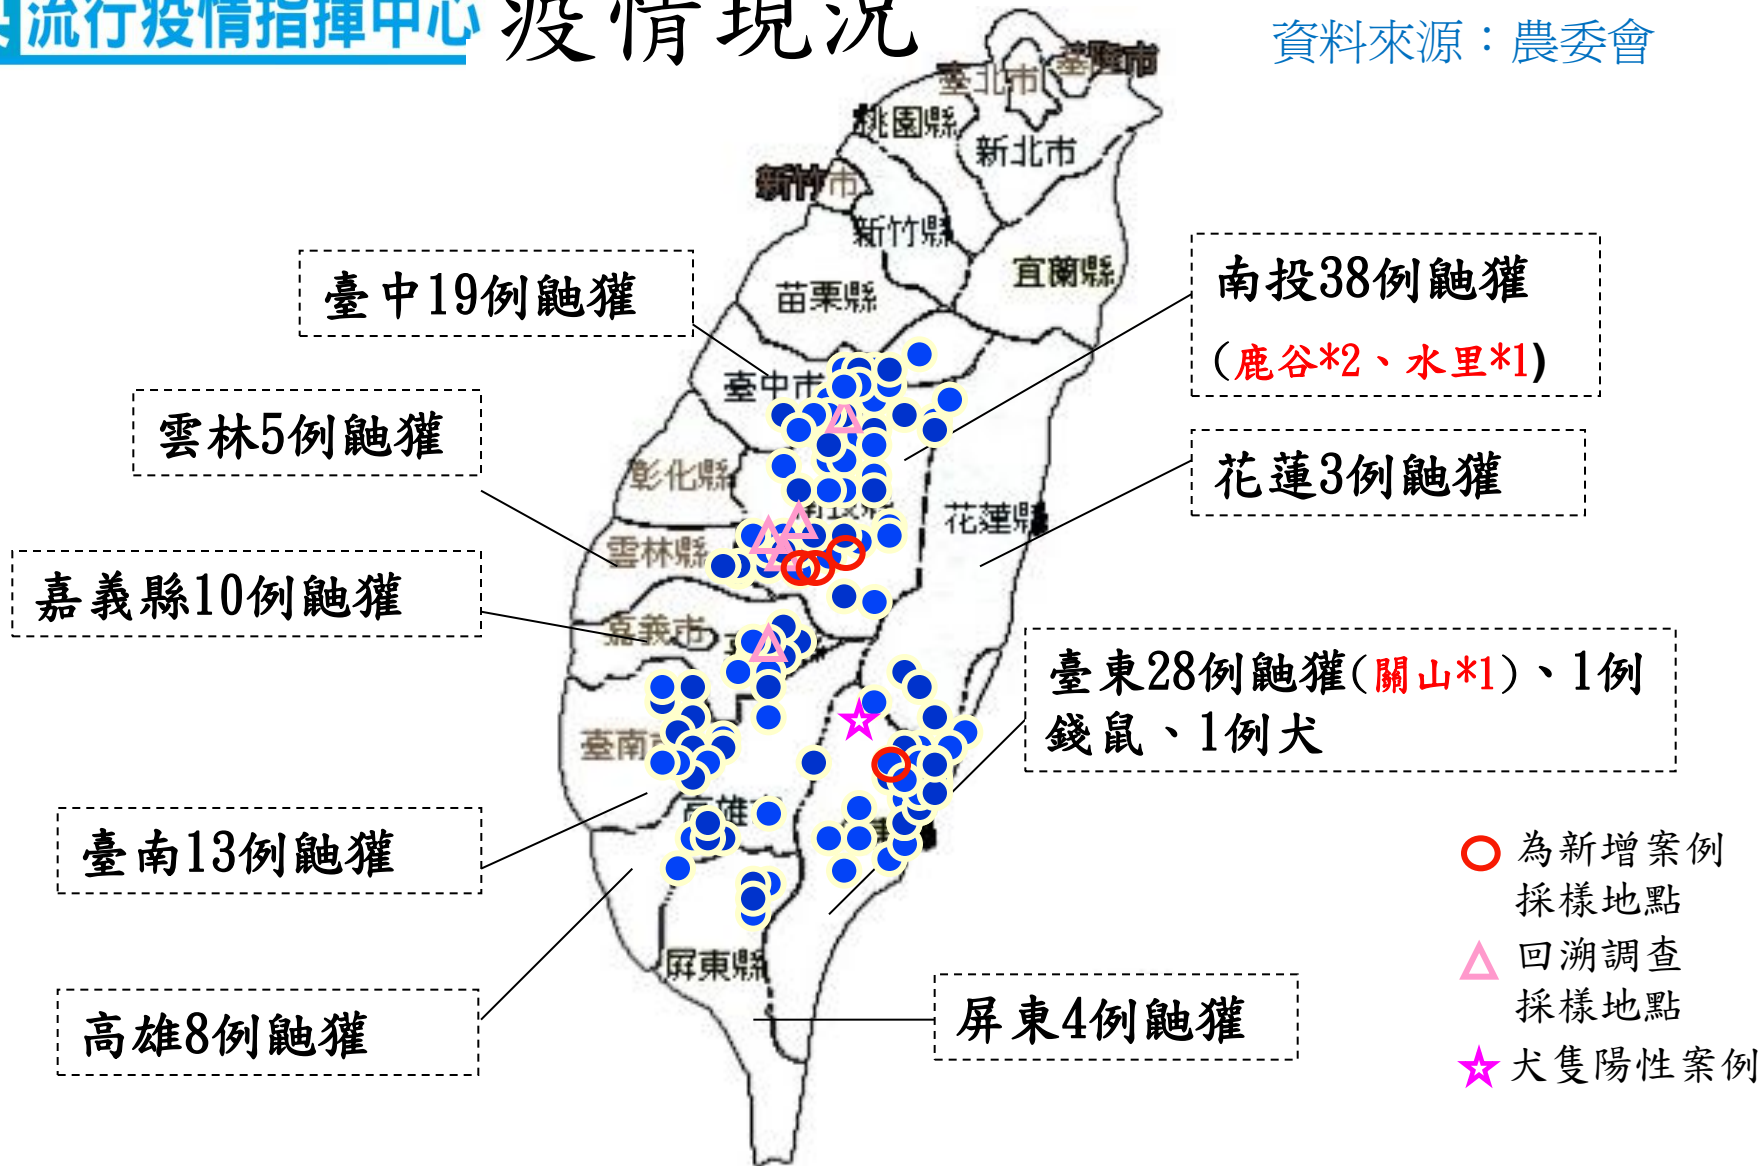 流行疫情指揮中心
疫情現況
資料來源：農委會
基隆市
臺北市
桃園縣
新北市
新竹市
新竹縣
宜蘭縣
苗栗縣
臺中市
彰化縣
花蓮縣
雲林縣
嘉義市
屏東縣
臺中19例鼬獾
雲林5例鼬獾
嘉義縣10例鼬獾
臺南13例鼬獾
高雄8例鼬獾
南投38例鼬獾
(鹿谷*2、水里*1)
花蓮3例鼬獾
臺東28例鼬獾(關山*1)、1例
錢鼠、1例犬
屏東4例鼬獾
為新增案例
採樣地點
回溯調查
採樣地點
犬隻陽性案例